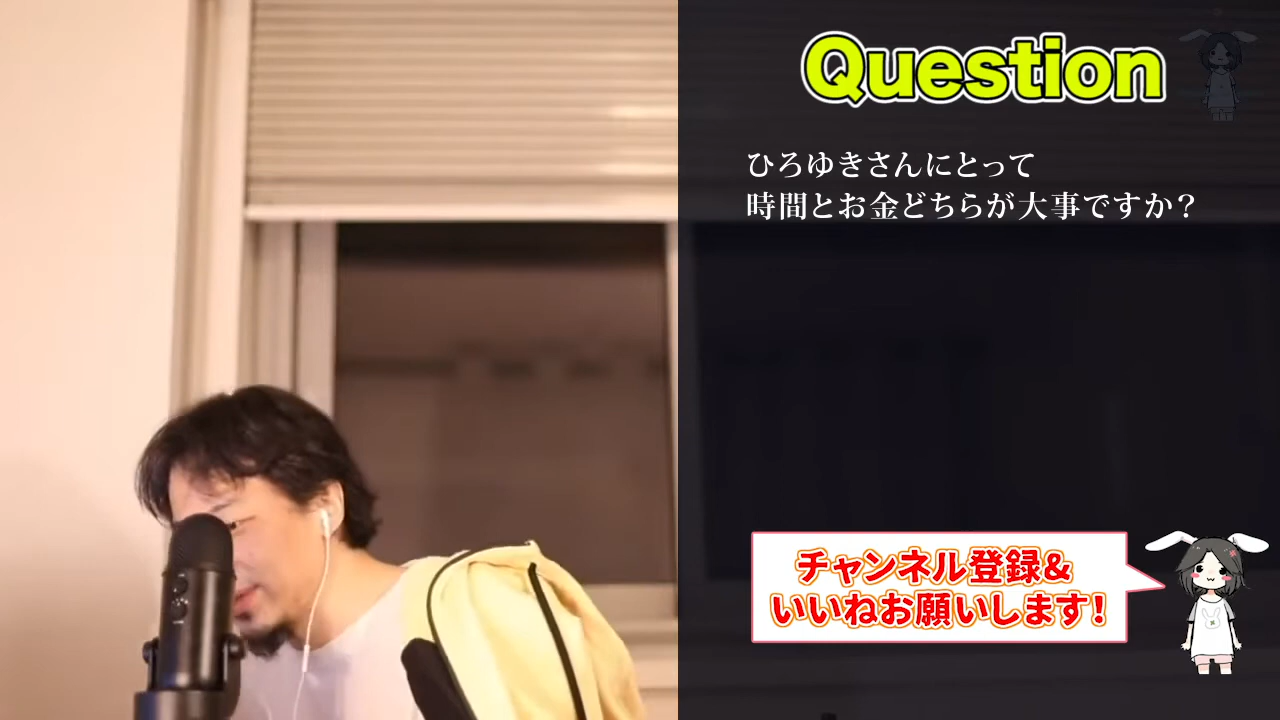 Question
ひろゆきさんにとって
時間とお金どちらが大事ですか？
チャンネル登録&
いいねお願いします!